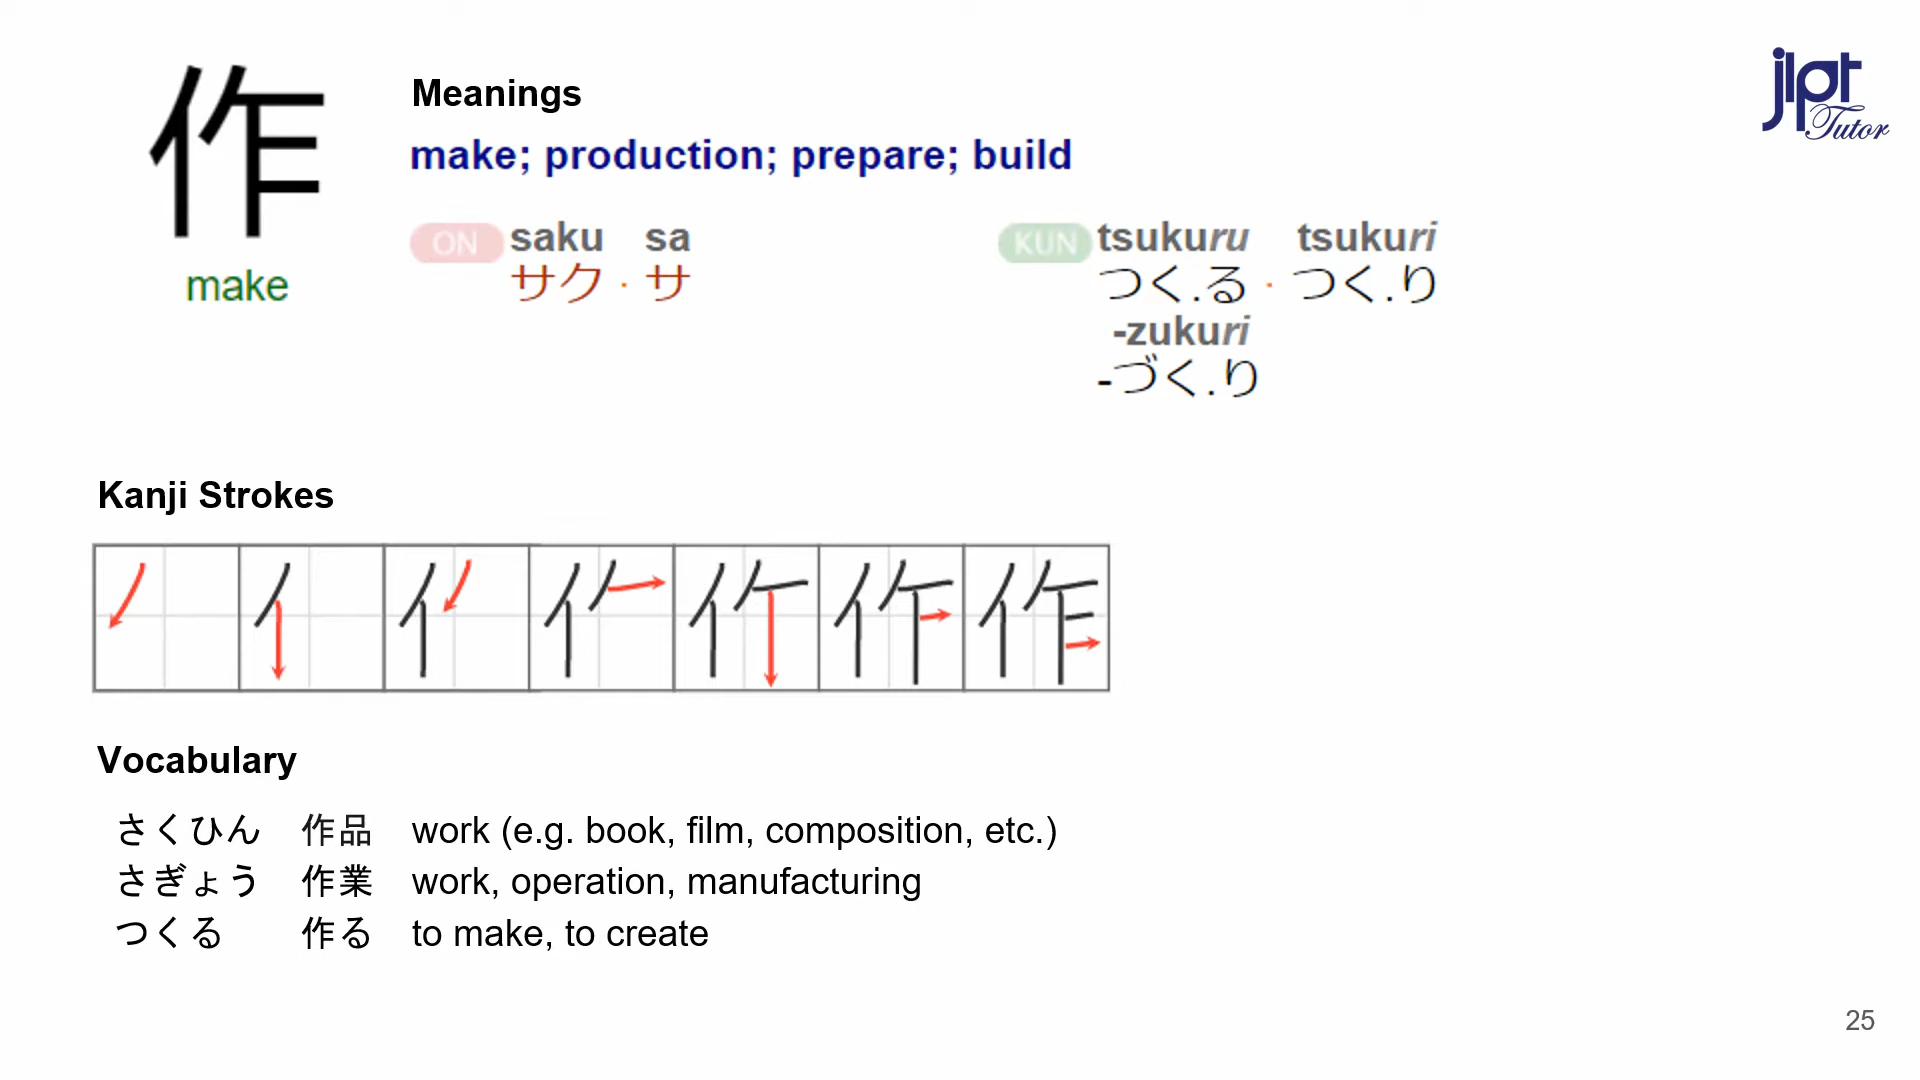 作
make
jlpt
Tutor
Meanings
make; production; prepare; build
ON saku sa
サク · サ
KUN tsukuru tsukuri
つく.る · つく.り
-zukuri
-づく.り
Kanji Strokes
Vocabulary
さくひん 作品 work (e.g. book, film, composition, etc.)
さぎょう 作業 work, operation, manufacturing
つくる 作る to make, to create
25